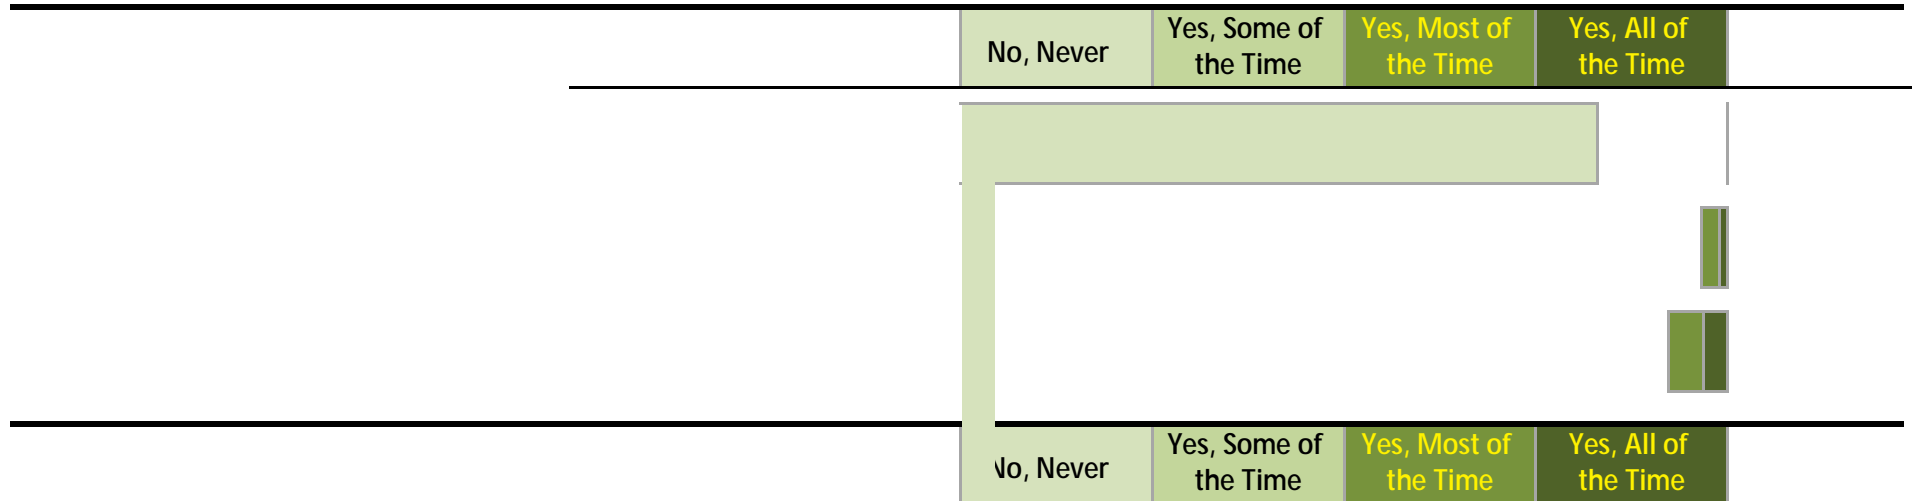 No, Never
Yes, Some of
the Time
Yes, Most of
the Time
Yes, All of
the Time
No, Never
Yes, Some of
the Time
Yes, Most of
the Time
Yes, All of
the Time